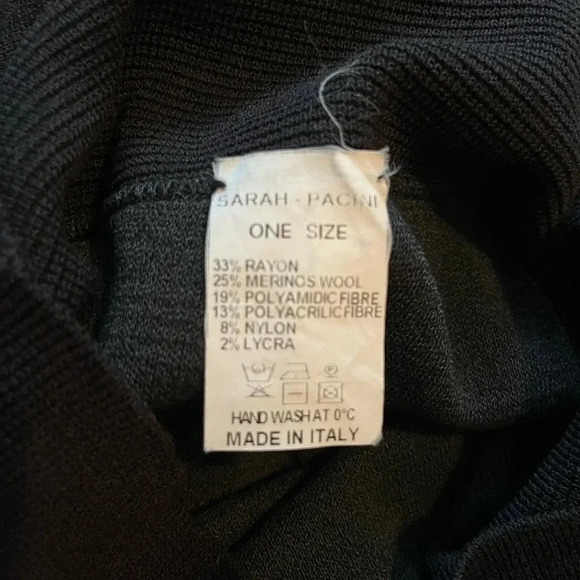 SARAH - PACINI
ONE SIZE
33% RAYON
25% MERINOS WOOL
19% POLYAMIDIC FIBRE
13% POLYACRILIC FIBRE
8% NYLON
2% LYCRA
P
HAND WASH AT 0°C
MADE IN ITALY